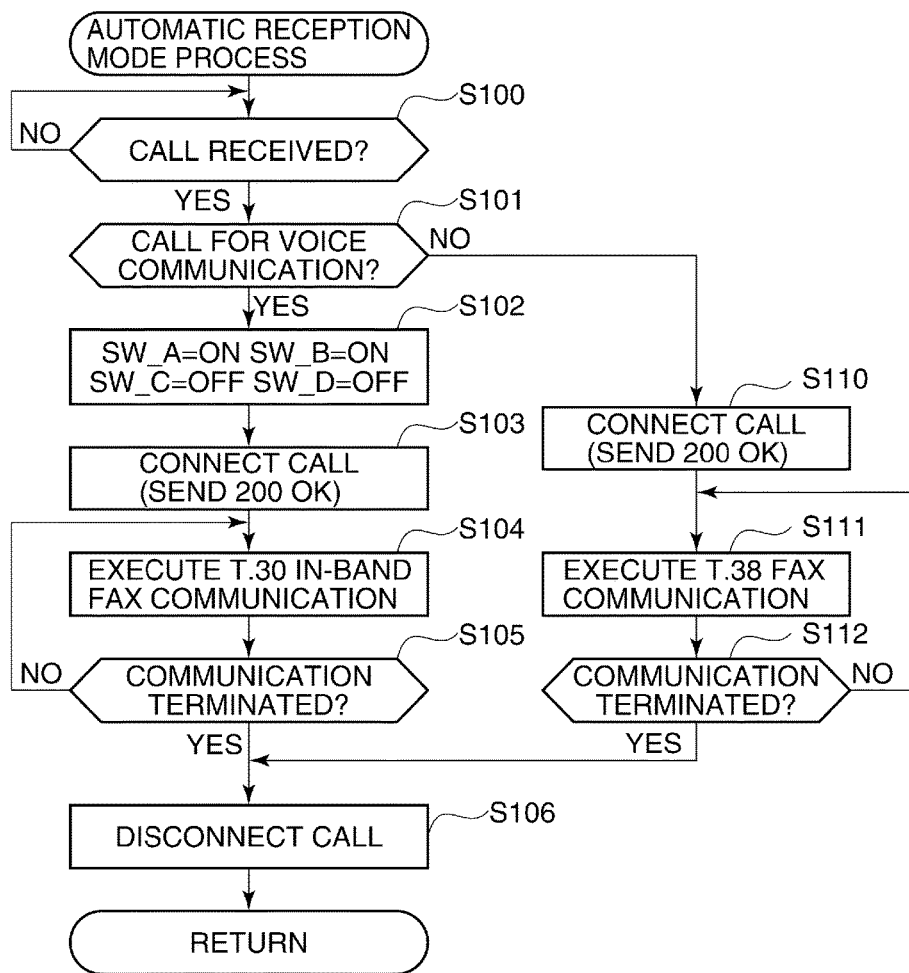 AUTOMATIC RECEPTION
MODE PROCESS
S100
NO
CALL RECEIVED?
YES
S101
CALL FOR VOICE
COMMUNICATION?
NO
YES
S102
SW_A=ON SW_B=ON
SW_C=OFF SW_D=OFF
S103
CONNECT CALL
(SEND 200 OK)
S104
EXECUTE T.30 IN-BAND
FAX COMMUNICATION
S105
NO
COMMUNICATION
TERMINATED?
YES
S110
CONNECT CALL
(SEND 200 OK)
S111
EXECUTE T.38 FAX
COMMUNICATION
S112
COMMUNICATION
TERMINATED?
NO
YES
S106
DISCONNECT CALL
RETURN